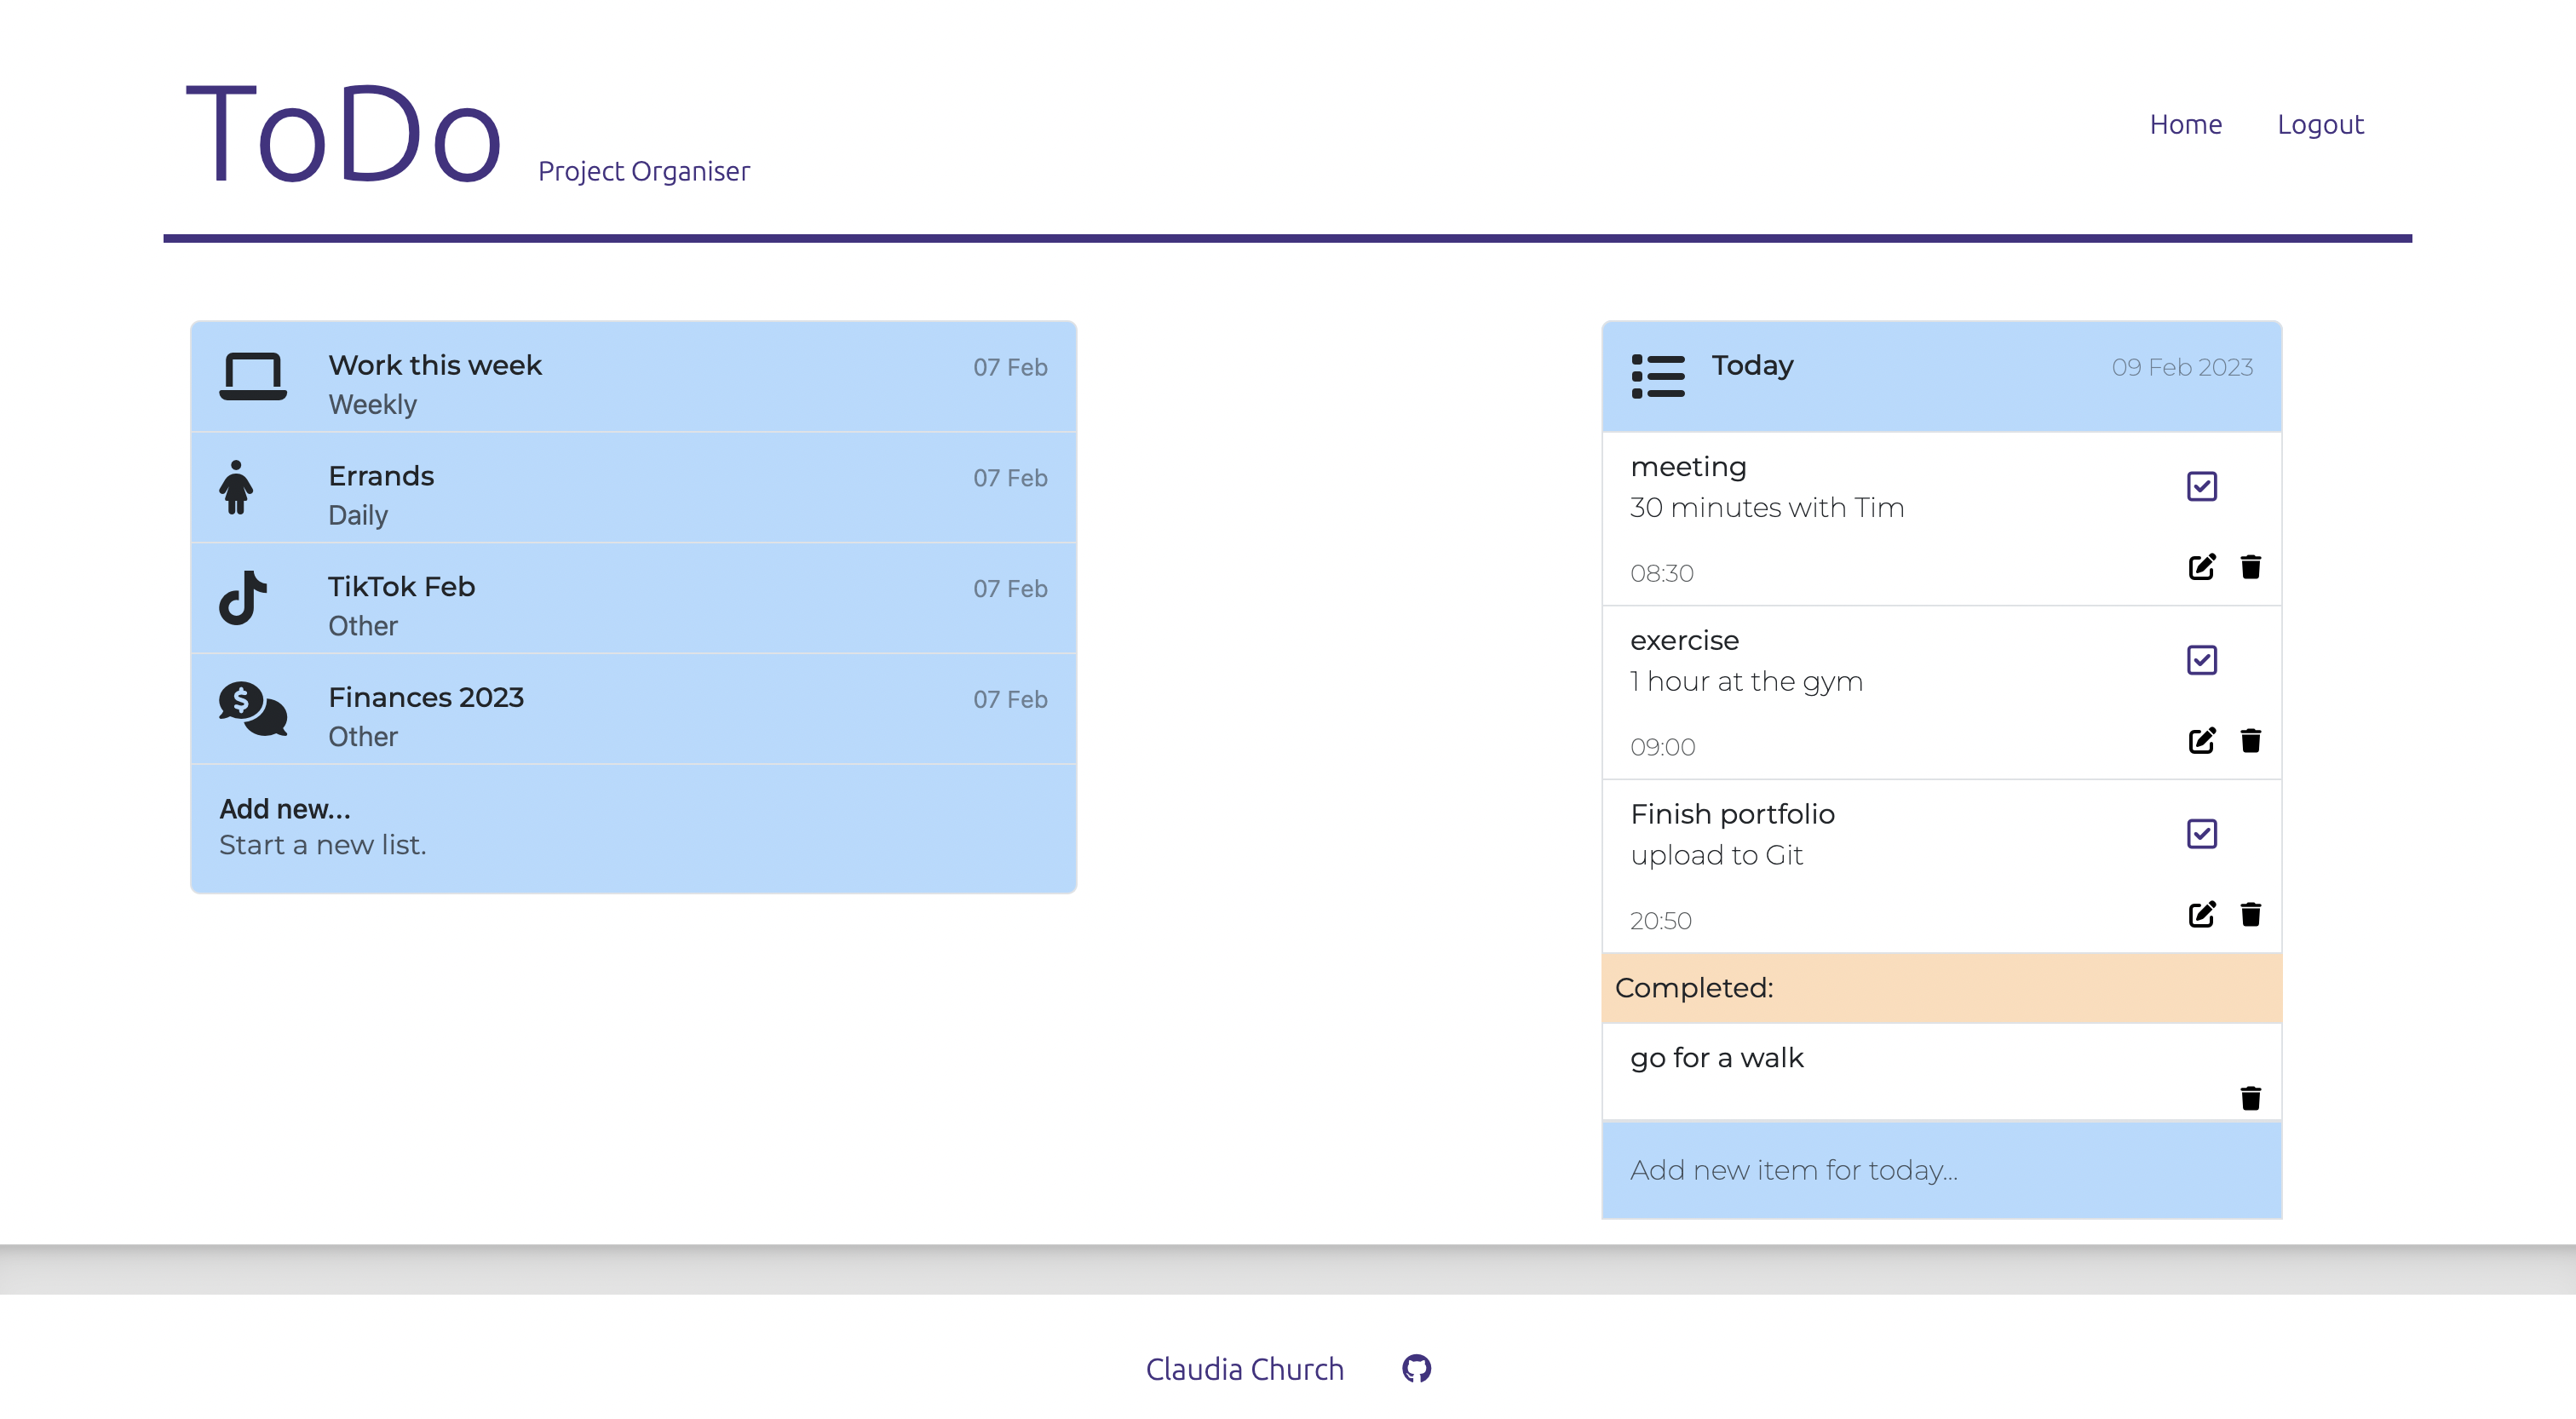 ToDo
Project Organiser
Home
Logout
Work this week
07 Feb
Weekly
Errands
07 Feb
Daily
TikTok Feb
07 Feb
Other
Finances 2023
07 Feb
Other
Add new...
Start a new list.
Today
09 Feb 2023
meeting
30 minutes with Tim
08:30
exercise
1 hour at the gym
09:00
Finish portfolio
upload to Git
20:50
Completed:
go for a walk
Add new item for today...
Claudia Church